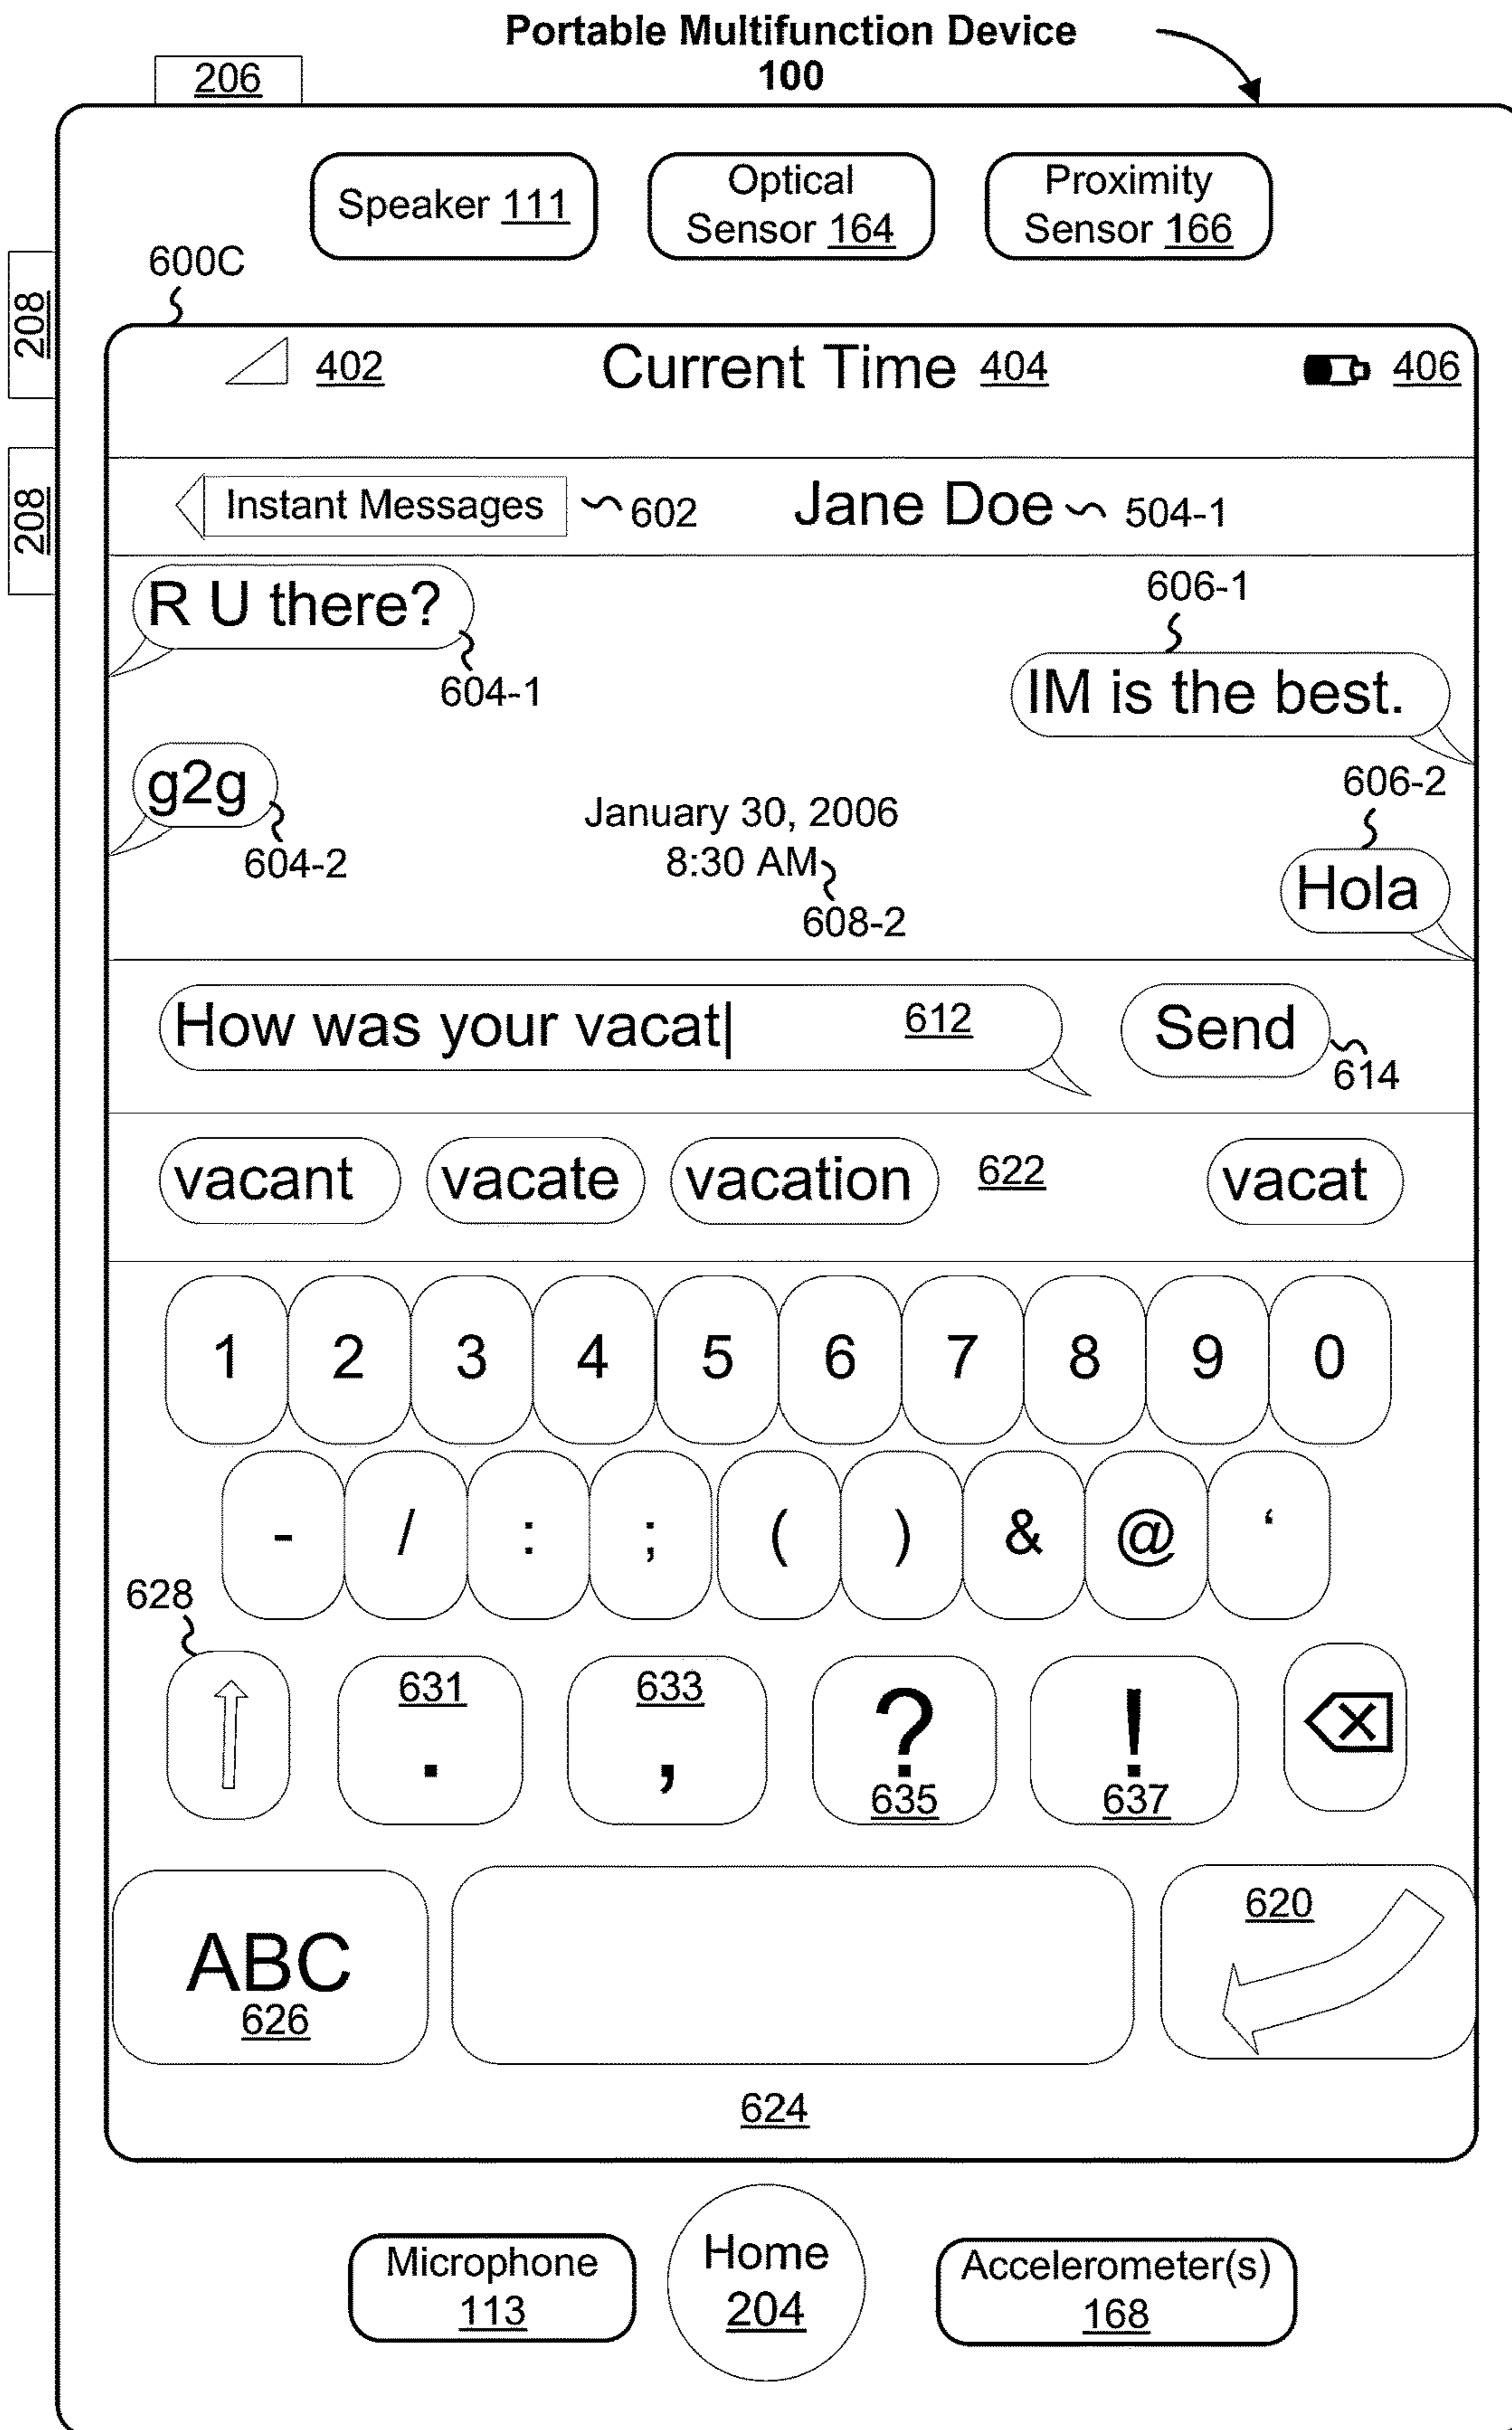 Portable Multifunction Device
100
206
Speaker 111
Optical
Sensor 164
Proximity
Sensor 166
600C
208
208
402
Current Time 404
406
Instant Messages
602
Jane Doe
504-1
R U there?
604-1
606-1
IM is the best.
g2g
604-2
January 30, 2006
8:30 AM
608-2
606-2
Hola
How was your vacat|
612
Send
614
vacant vacate vacation 622 vacat
1 2 3 4 5 6 7 8 9 0
- / : ; ( ) & @ ‘
628
631
.
633
,
?
635
!
637
ABC
626
620
624
Microphone
113
Home
204
Accelerometer(s)
168